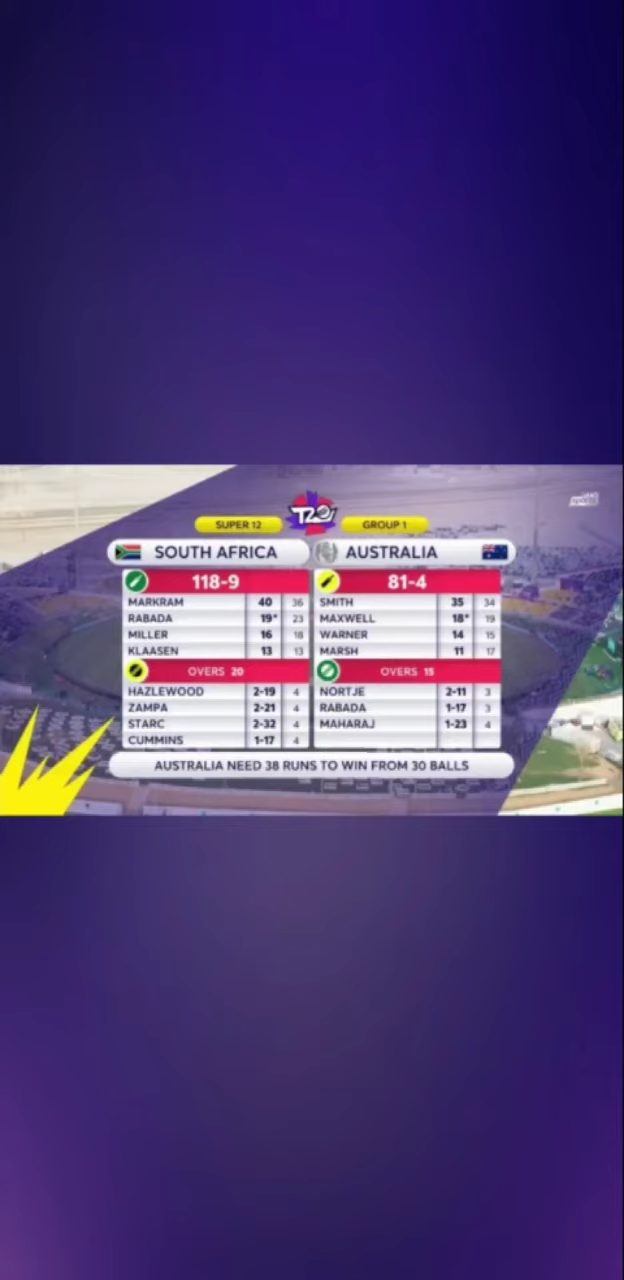 T20
SUPER 12 GROUP 1
SOUTH AFRICA AUSTRALIA
118-9 81-4
MARKRAM 40 36 SMITH 35 34
RABADA 19* 23 MAXWELL 18* 19
MILLER 16 18 WARNER 14 15
KLAASEN 13 13 MARSH 11 17
OVERS 20 OVERS 15
HAZLEWOOD 2-19 4 NORTJE 2-11 3
ZAMPA 2-21 4 RABADA 1-17 3
STARC 2-32 4 MAHARAJ 1-23 4
CUMMINS 1-17 4
AUSTRALIA NEED 38 RUNS TO WIN FROM 30 BALLS